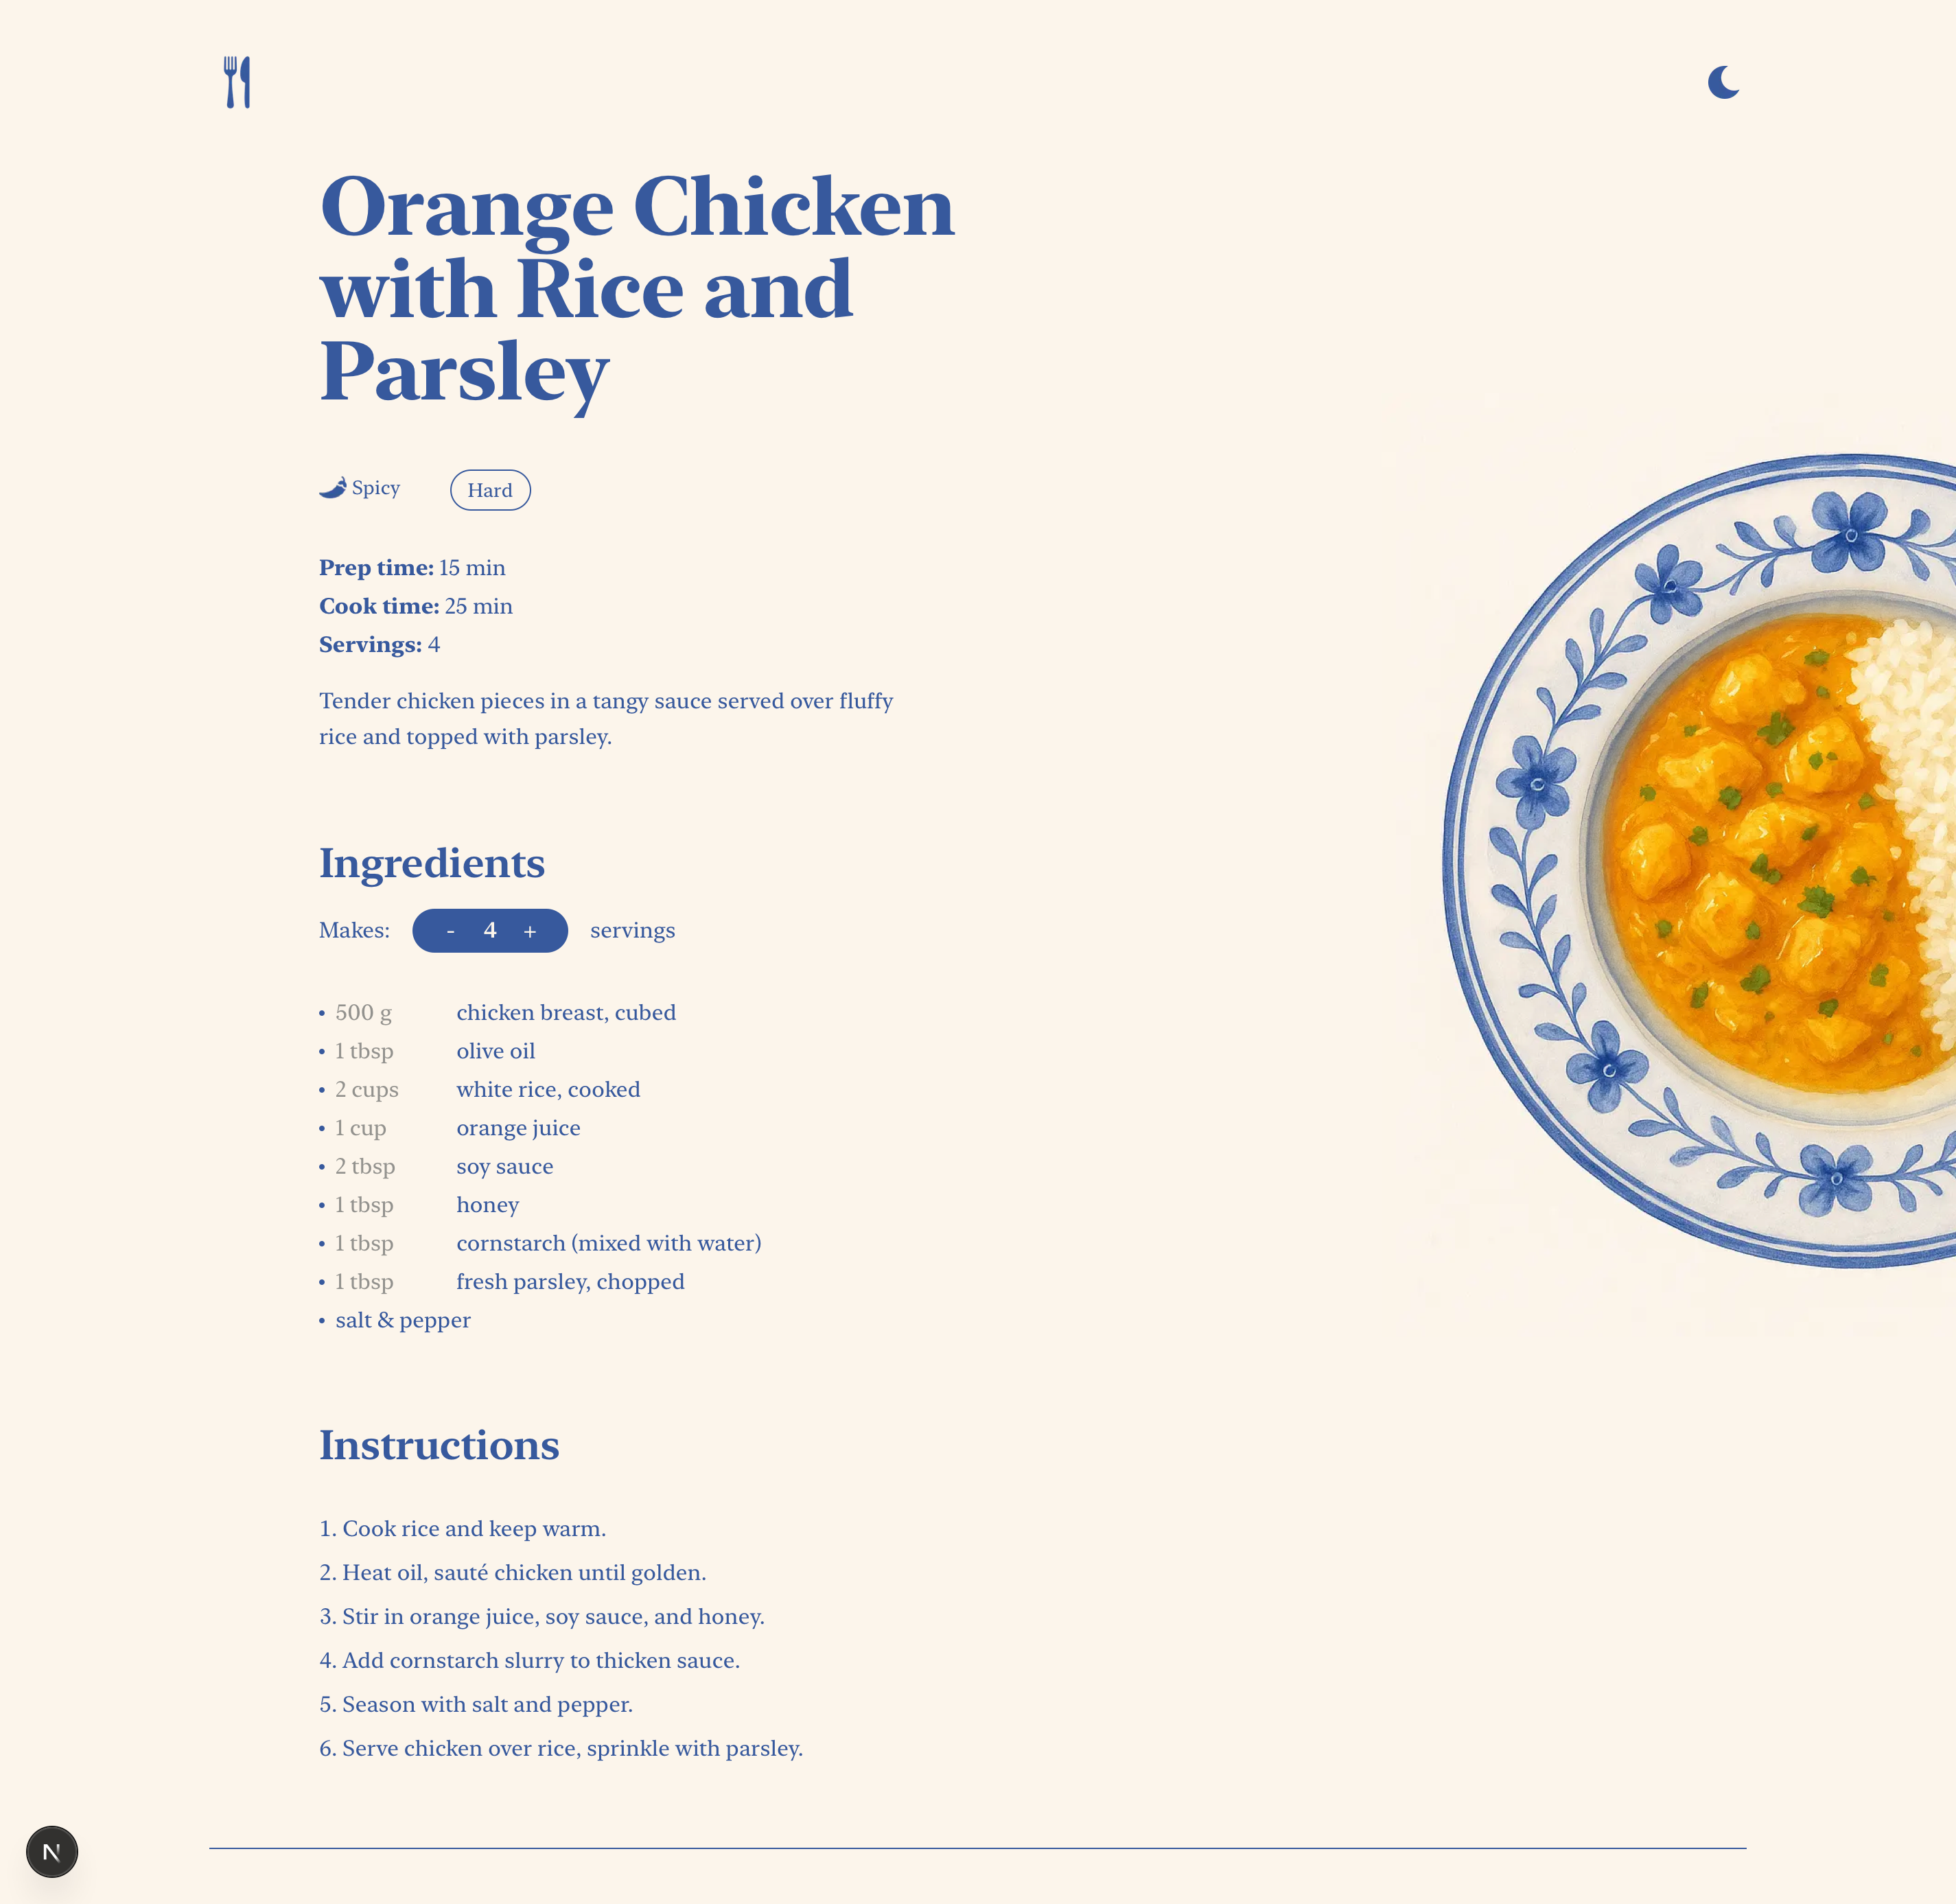 Orange Chicken
with Rice and
Parsley
Spicy
Hard
Prep time: 15 min
Cook time: 25 min
Servings: 4
Tender chicken pieces in a tangy sauce served over fluffy
rice and topped with parsley.
Ingredients
Makes: - 4 + servings
• 500 g chicken breast, cubed
• 1 tbsp olive oil
• 2 cups white rice, cooked
• 1 cup orange juice
• 2 tbsp soy sauce
• 1 tbsp honey
• 1 tbsp cornstarch (mixed with water)
• 1 tbsp fresh parsley, chopped
• salt & pepper
Instructions
1. Cook rice and keep warm.
2. Heat oil, sauté chicken until golden.
3. Stir in orange juice, soy sauce, and honey.
4. Add cornstarch slurry to thicken sauce.
5. Season with salt and pepper.
6. Serve chicken over rice, sprinkle with parsley.
N